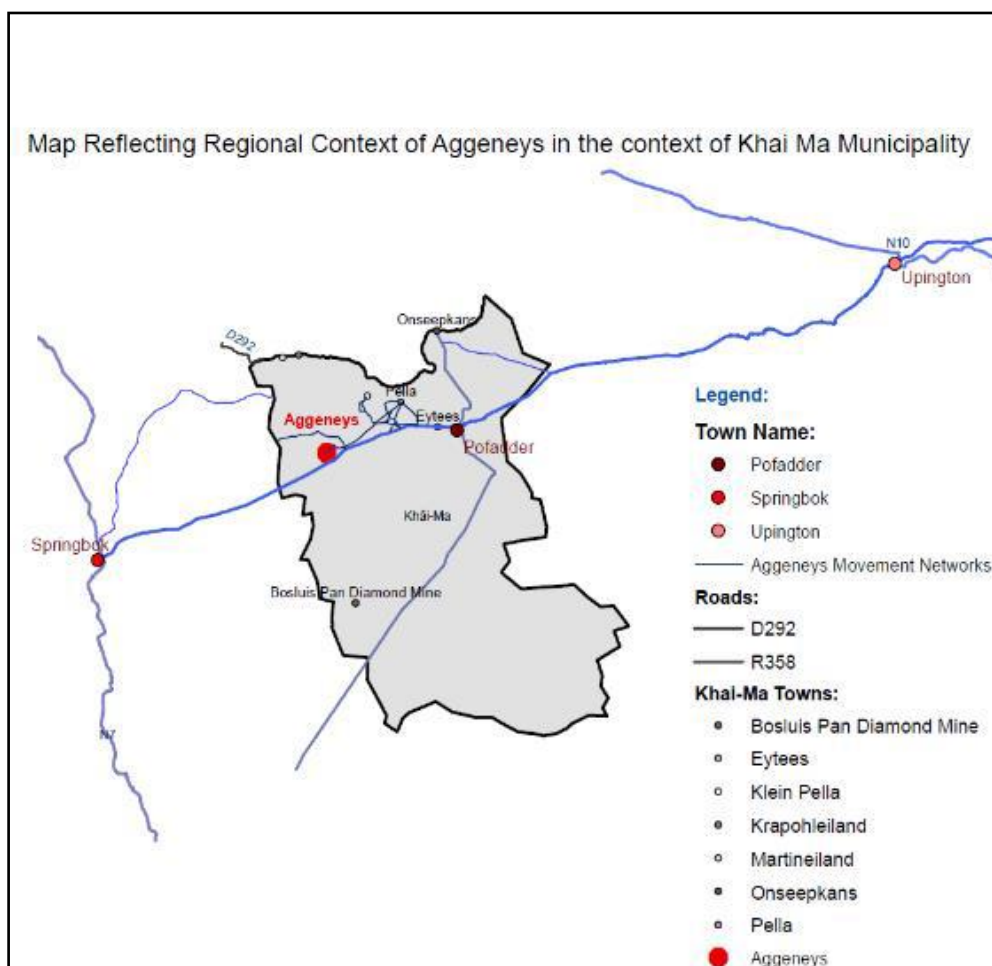 Map Reflecting Regional Context of Aggeneys in the context of Khai Ma Municipality
N10
Upington
Onseepkans
D292
Pella
Aggeneys
Eytees
Pofadder
Khâi-Ma
Springbok
Bosluis Pan Diamond Mine
N7
Legend:
Town Name:
Pofadder
Springbok
Upington
Aggeneys Movement Networks
Roads:
D292
R358
Khai-Ma Towns:
Bosluis Pan Diamond Mine
Eytees
Klein Pella
Krapohleiland
Martineiland
Onseepkans
Pella
Aggeneys